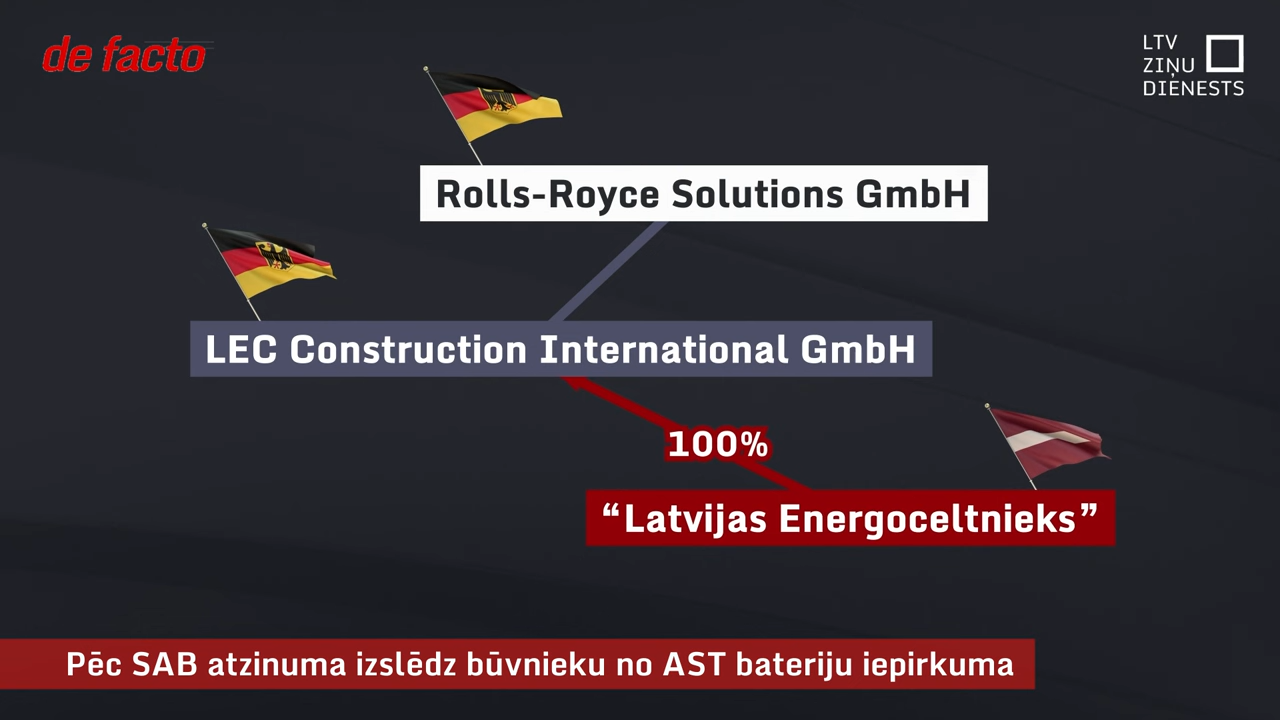 de facto
LTV
ZIŅU
DIENESTS
Rolls-Royce Solutions GmbH
LEC Construction International GmbH
100%
“Latvijas Energoceltnieks”
Pēc SAB atzinuma izslēdz būvnieku no AST bateriju iepirkuma